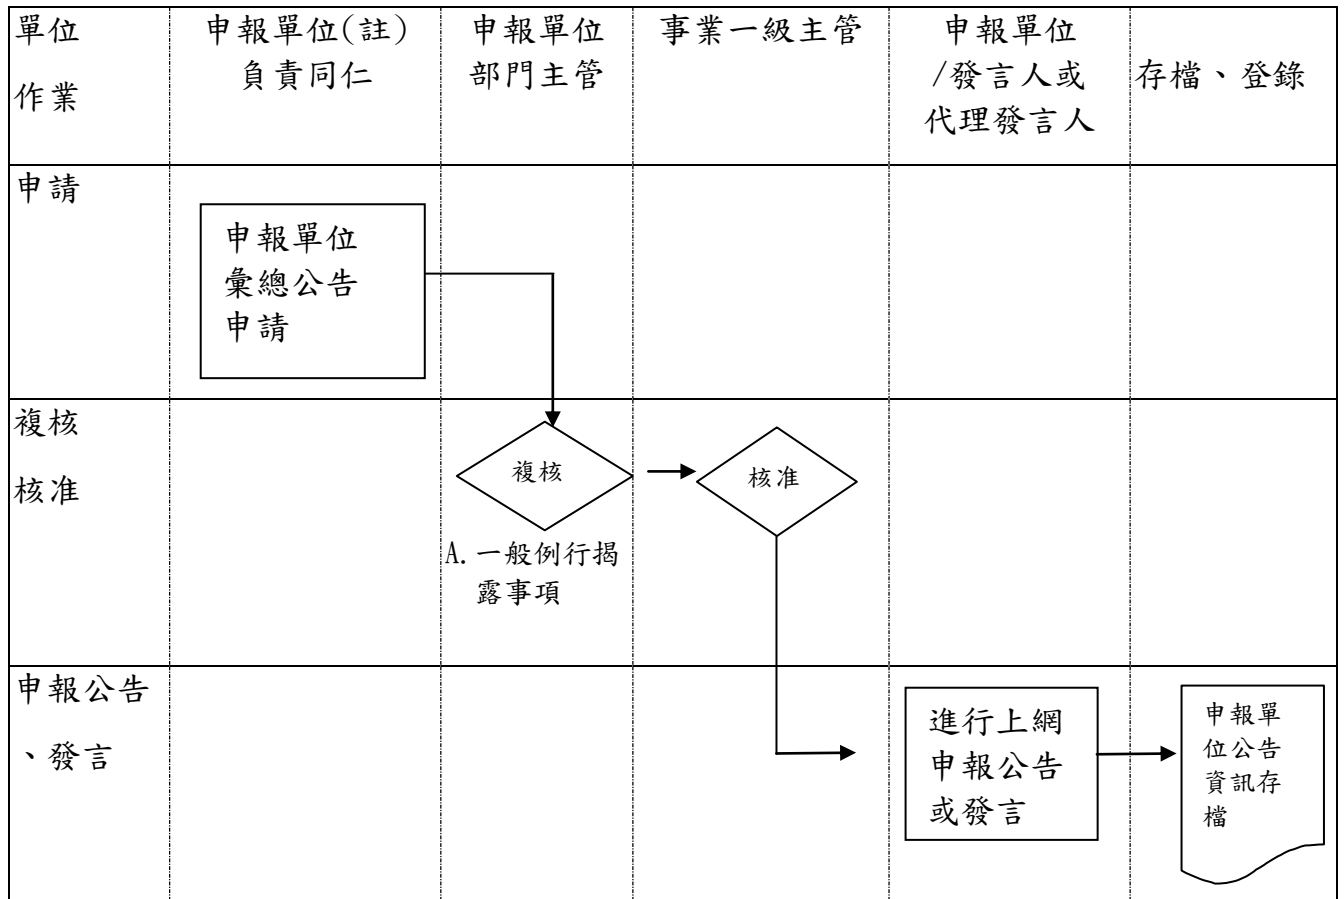 單位
作業
申報單位(註)
負責同仁
申報單位
部門主管
事業一級主管
申報單位
/發言人或
代理發言人
存檔、登錄
申請
申報單位
彙總公告
申請
複核
核准
複核
核准
A.一般例行揭
露事項
申報公告
、發言
進行上網
申報公告
或發言
申報單
位公告
資訊存
檔